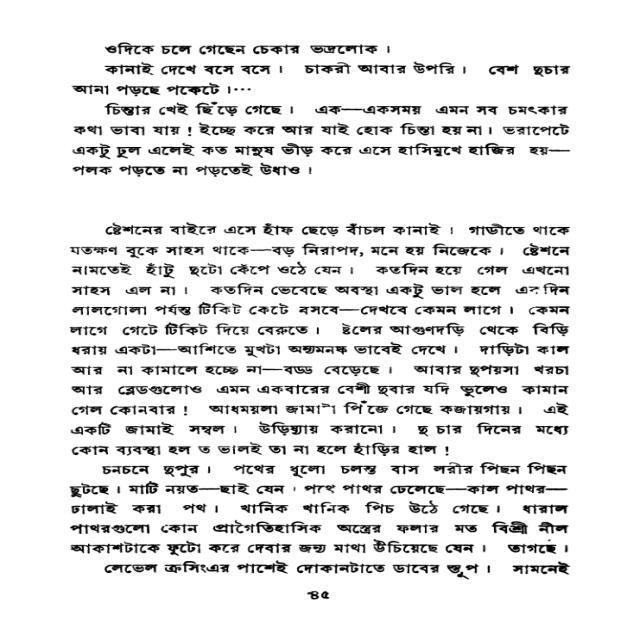 ওদিকে চলে গেছেন চেকার ভদ্রলোক।
কানাই দেখে বসে বসে। চাকরী আবার উপরি। বেশ দুচার
আনা পড়ছে পকেটে।...
চিন্তার খেই ছিঁড়ে গেছে। এক—একসময় এমন সব চমৎকার
কথা ভাবা যায়! ইচ্ছে করে আর যাই হোক চিন্তা হয় না। ভরাপেটে
একটু ঢুল এলেই কত মানুষ ভীড় করে এসে হাসিমুখে হাজির হয়—
পলক পড়তে না পড়তেই উধাও।
ষ্টেশনের বাইরে এসে হাঁফ ছেড়ে বাঁচল কানাই। গাড়ীতে থাকে
যতক্ষণ বুকে সাহস থাকে—বড় নিরাপদ, মনে হয় নিজেকে। ষ্টেশনে
নামতেই হাঁটু দুটো কেঁপে ওঠে যেন। কতদিন হয়ে গেল এখনো
সাহস এল না। কতদিন ভেবেছে অবস্থা একটু ভাল হলে একদিন
লালগোলা পর্যন্ত টিকিট কেটে বসবে—দেখবে কেমন লাগে। কেমন
লাগে গেটে টিকিট দিয়ে বেরুতে। ষ্টলের আগুণদড়ি থেকে বিড়ি
ধরায় একটা—আশিতে মুখটা অন্যমনস্ক ভাবেই দেখে। দাড়িটা কাল
আর না কামালে হচ্ছে না—বড্ড বেড়েছে। আবার দুপয়সা খরচা
আর ব্লেডগুলোও এমন একবারের বেশী দুবার যদি ভুলেও কামান
গেল কোনবার! আধময়লা জামাটা পিঁজে গেছে কজায়গায়। এই
একটি জামাই সম্বল। উড়িষ্যায় করানো। দু চার দিনের মধ্যে
কোন ব্যবস্থা হল ত ভালই তা না হলে হাঁড়ির হাল!
চনচনে দুপুর। পথের ধুলো চলন্ত বাস লরীর পিছন পিছন
ছুটছে। মাটি নয়ত—ছাই যেন। পথে পাথর ঢেলেছে—কাল পাথর—
ঢালাই করা পথ। খানিক খানিক পিচ উঠে গেছে। ধারাল
পাথরগুলো কোন প্রাগৈতিহাসিক অস্ত্রের ফলার মত বিশ্রী নীল
আকাশটাকে ফুটো করে দেবার জন্য মাথা উঁচিয়েছে যেন। তাগছে।
লেভেল ক্রসিংএর পাশেই দোকানটাতে ডাবের স্তূপ। সামনেই
৪৫